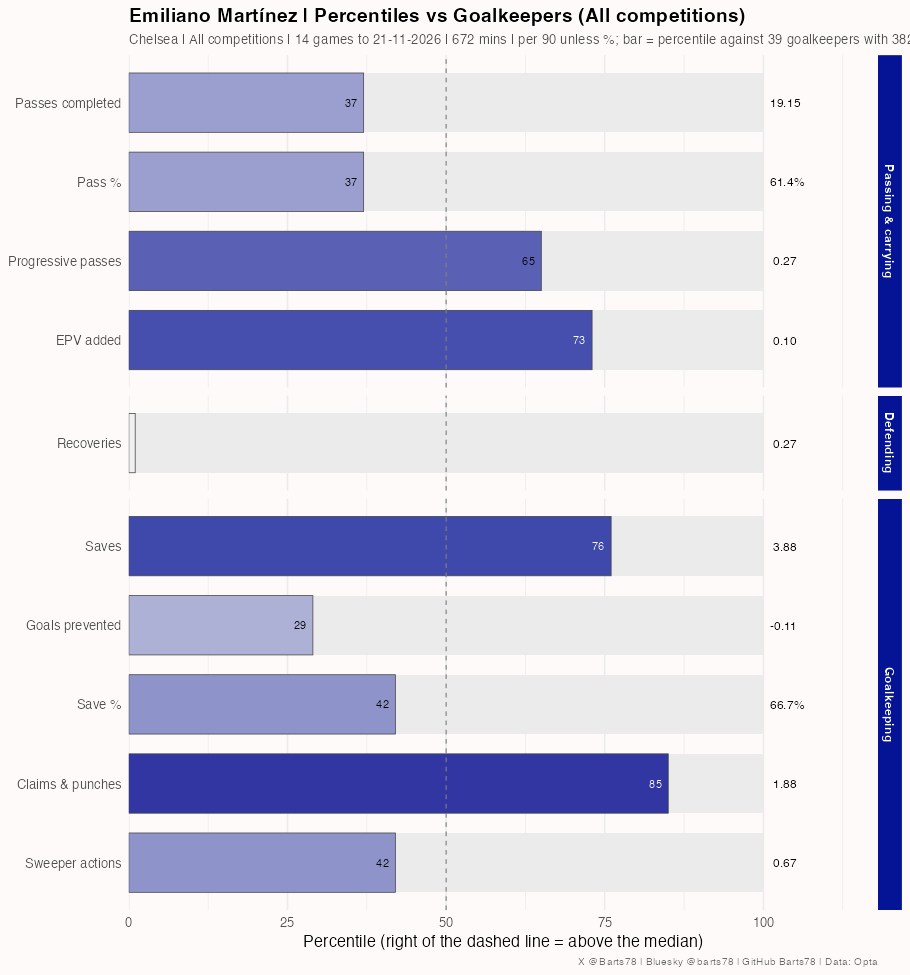 Emiliano Martínez | Percentiles vs Goalkeepers (All competitions)
Chelsea | All competitions | 14 games to 21-11-2026 | 672 mins | per 90 unless %; bar = percentile against 39 goalkeepers with 382
Passes completed 37 19.15
Pass % 37 61.4%
Progressive passes 65 0.27
EPV added 73 0.10
Passing & carrying
Recoveries 0.27
Defending
Saves 76 3.88
Goals prevented 29 -0.11
Save % 42 66.7%
Claims & punches 85 1.88
Sweeper actions 42 0.67
Goalkeeping
0 25 50 75 100
Percentile (right of the dashed line = above the median)
X @Barts78 | Bluesky @barts78 | GitHub Barts78 | Data: Opta